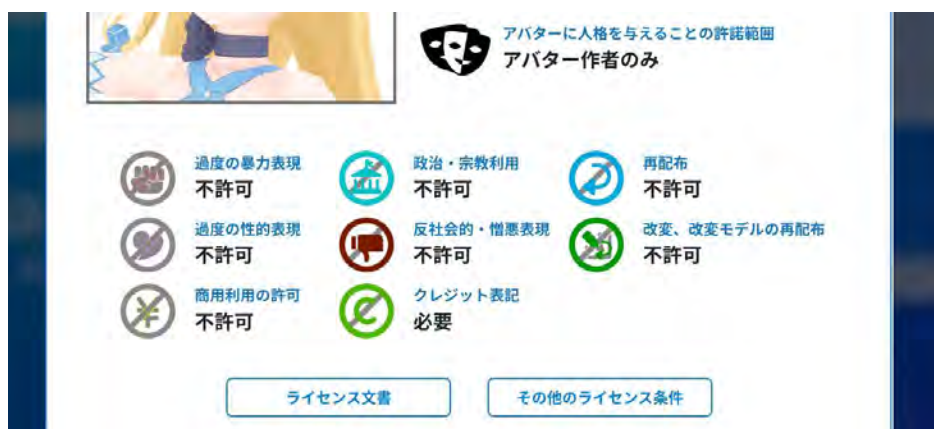 アバターに人格を与えることの許諾範囲
アバター作者のみ
過度の暴力表現
不許可
政治・宗教利用
不許可
再配布
不許可
過度の性的表現
不許可
反社会的・憎悪表現
不許可
改変、改変モデルの再配布
不許可
商用利用の許可
不許可
クレジット表記
必要
ライセンス文書
その他のライセンス条件